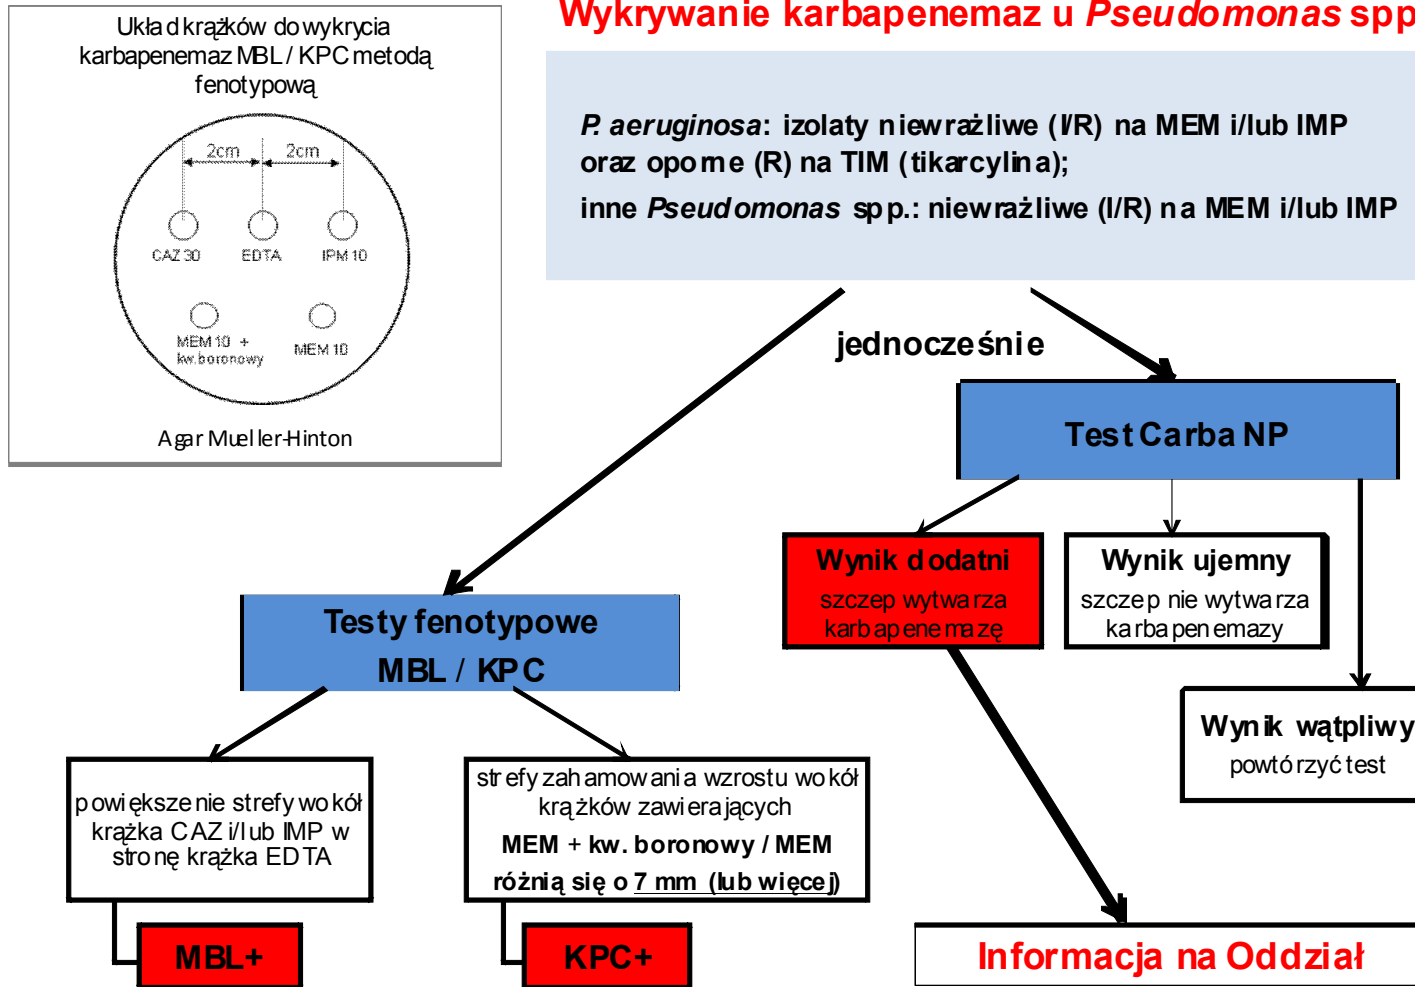 Układ krążków do wykrycia
karbapenemaz MBL / KPC metodą
fenotypową
2cm 2cm
CAZ 30 EDTA IPM 10
MEM 10 +
kw.boronowy
MEM 10
Agar Mueller-Hinton
Wykrywanie karbapenemaz u Pseudomonas spp
P. aeruginosa: izolaty niewrażliwe (I/R) na MEM i/lub IMP
oraz oporne (R) na TIM (tikarcylina);
inne Pseudomonas spp.: niewrażliwe (I/R) na MEM i/lub IMP
jednocześnie
Test Carba NP
Wynik dodatni
szczep wytwarza
karbapenemazę
Wynik ujemny
szczep nie wytwarza
karbapenemazy
Wynik wątpliwy
powtórzyć test
Testy fenotypowe
MBL / KPC
powiększenie strefy wokół
krążka CAZ i/lub IMP w
stronę krążka EDTA
strefy zahamowania wzrostu wokół
krążków zawierających
MEM + kw. boronowy / MEM
różnią się o 7 mm (lub więcej)
MBL+
KPC+
Informacja na Oddział